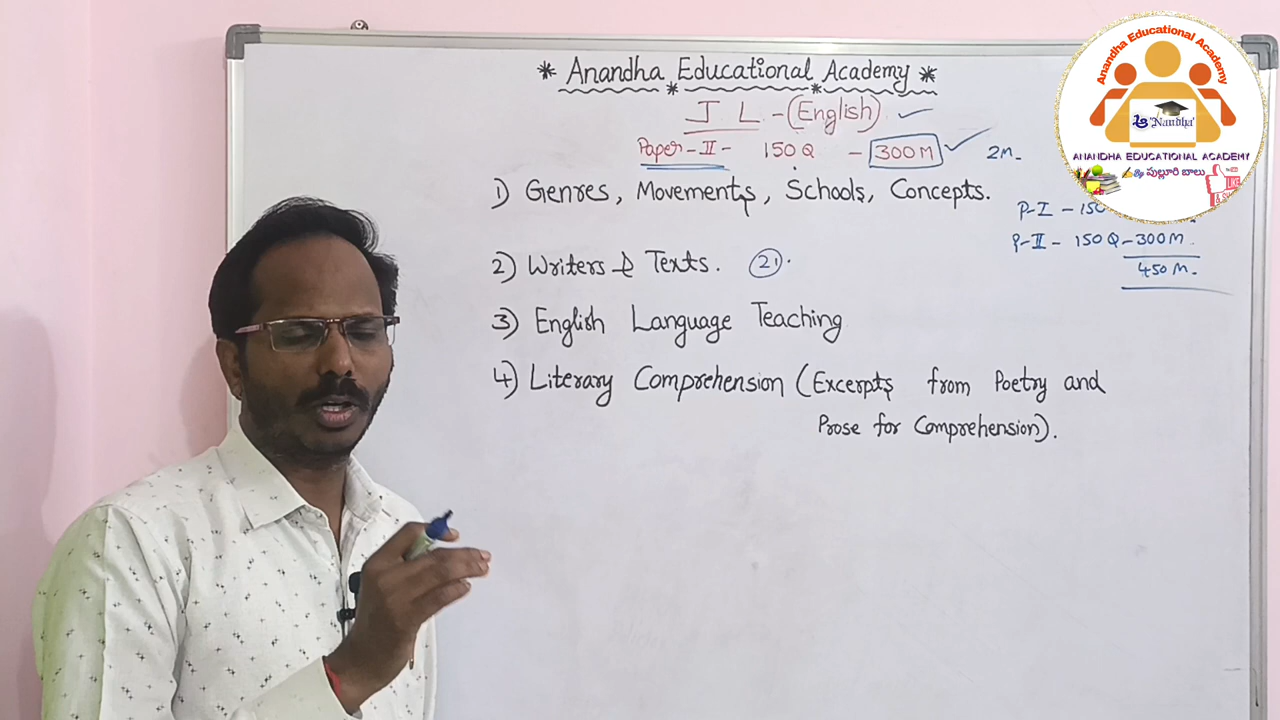 * Anandha Educational Academy *
J L - (English)
Paper - II - 150 Q - 300 M 2M.
1) Genres, Movements, Schools, Concepts.
P-I - 150
P-II - 150 Q - 300 M.
450 M.
2) Writers & Texts. 21.
3) English Language Teaching
4) Literary Comprehension (Excerpts from Poetry and
Prose for Comprehension).
Anandha Educational Academy
'Nandha'
ANANDHA EDUCATIONAL ACADEMY
By పుల్లూరి బాలు